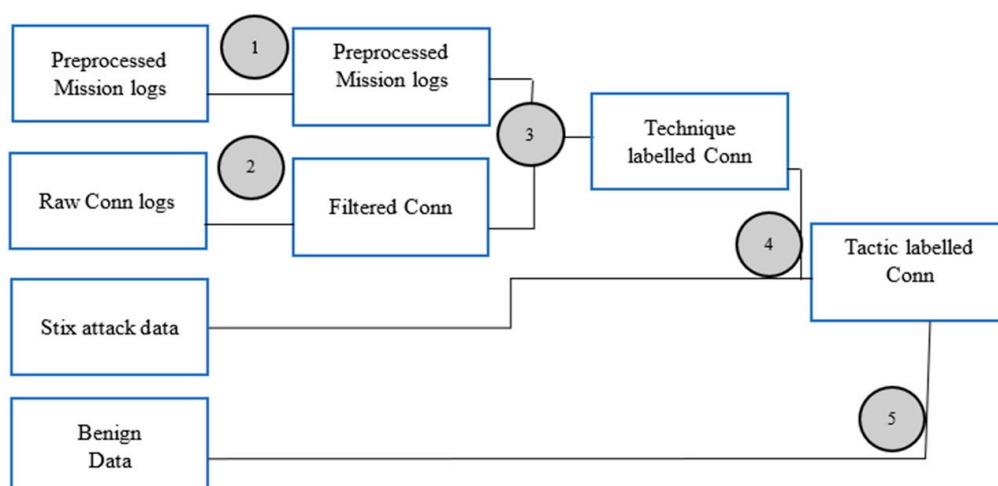 Preprocessed
Mission logs
1
Preprocessed
Mission logs
3
Technique
labelled Conn
Raw Conn logs
2
Filtered Conn
4
Tactic labelled
Conn
Stix attack data
Benign
Data
5